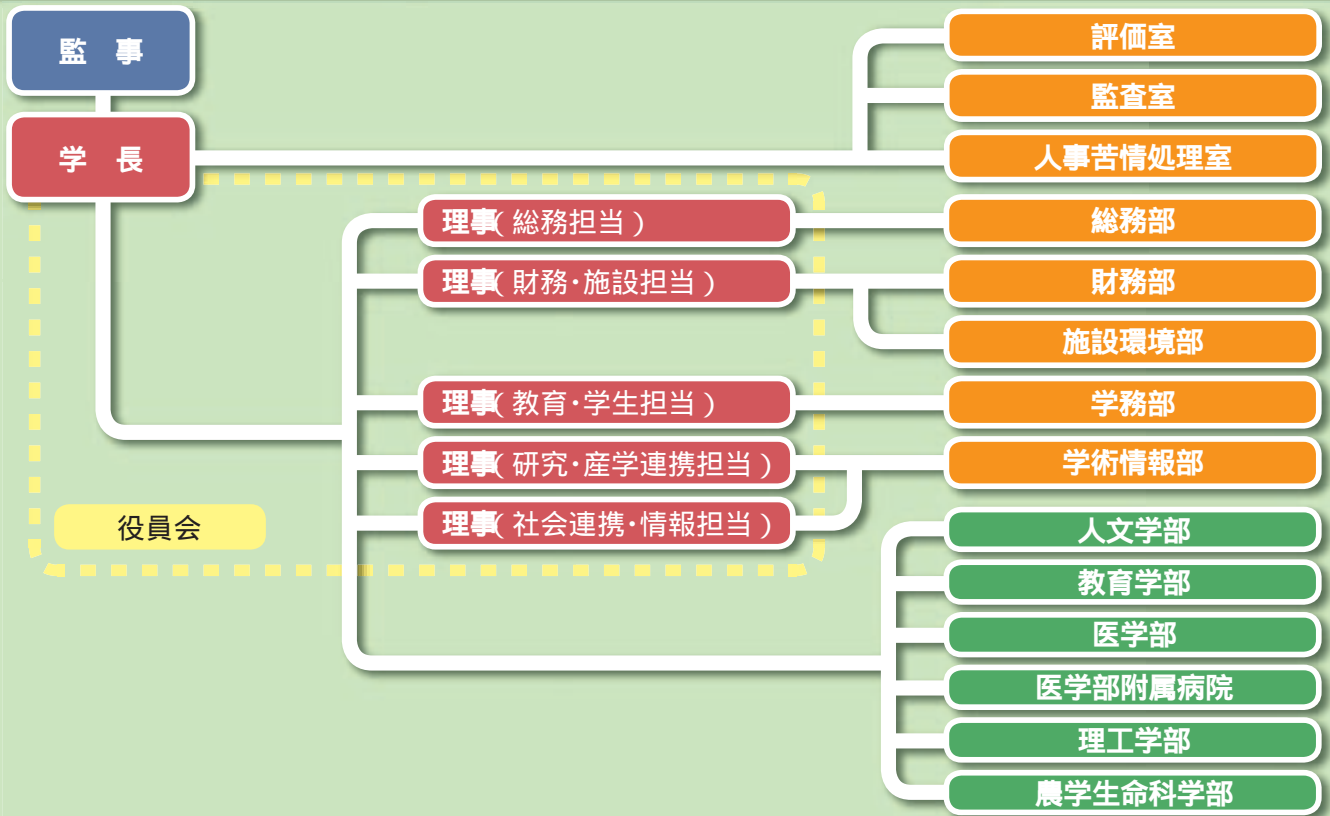 監 事
学 長
評価室
監査室
人事苦情処理室
理事(総務担当)
総務部
理事(財務・施設担当)
財務部
施設環境部
理事(教育・学生担当)
学務部
理事(研究・産学連携担当)
学術情報部
理事(社会連携・情報担当)
役員会
人文学部
教育学部
医学部
医学部附属病院
理工学部
農学生命科学部